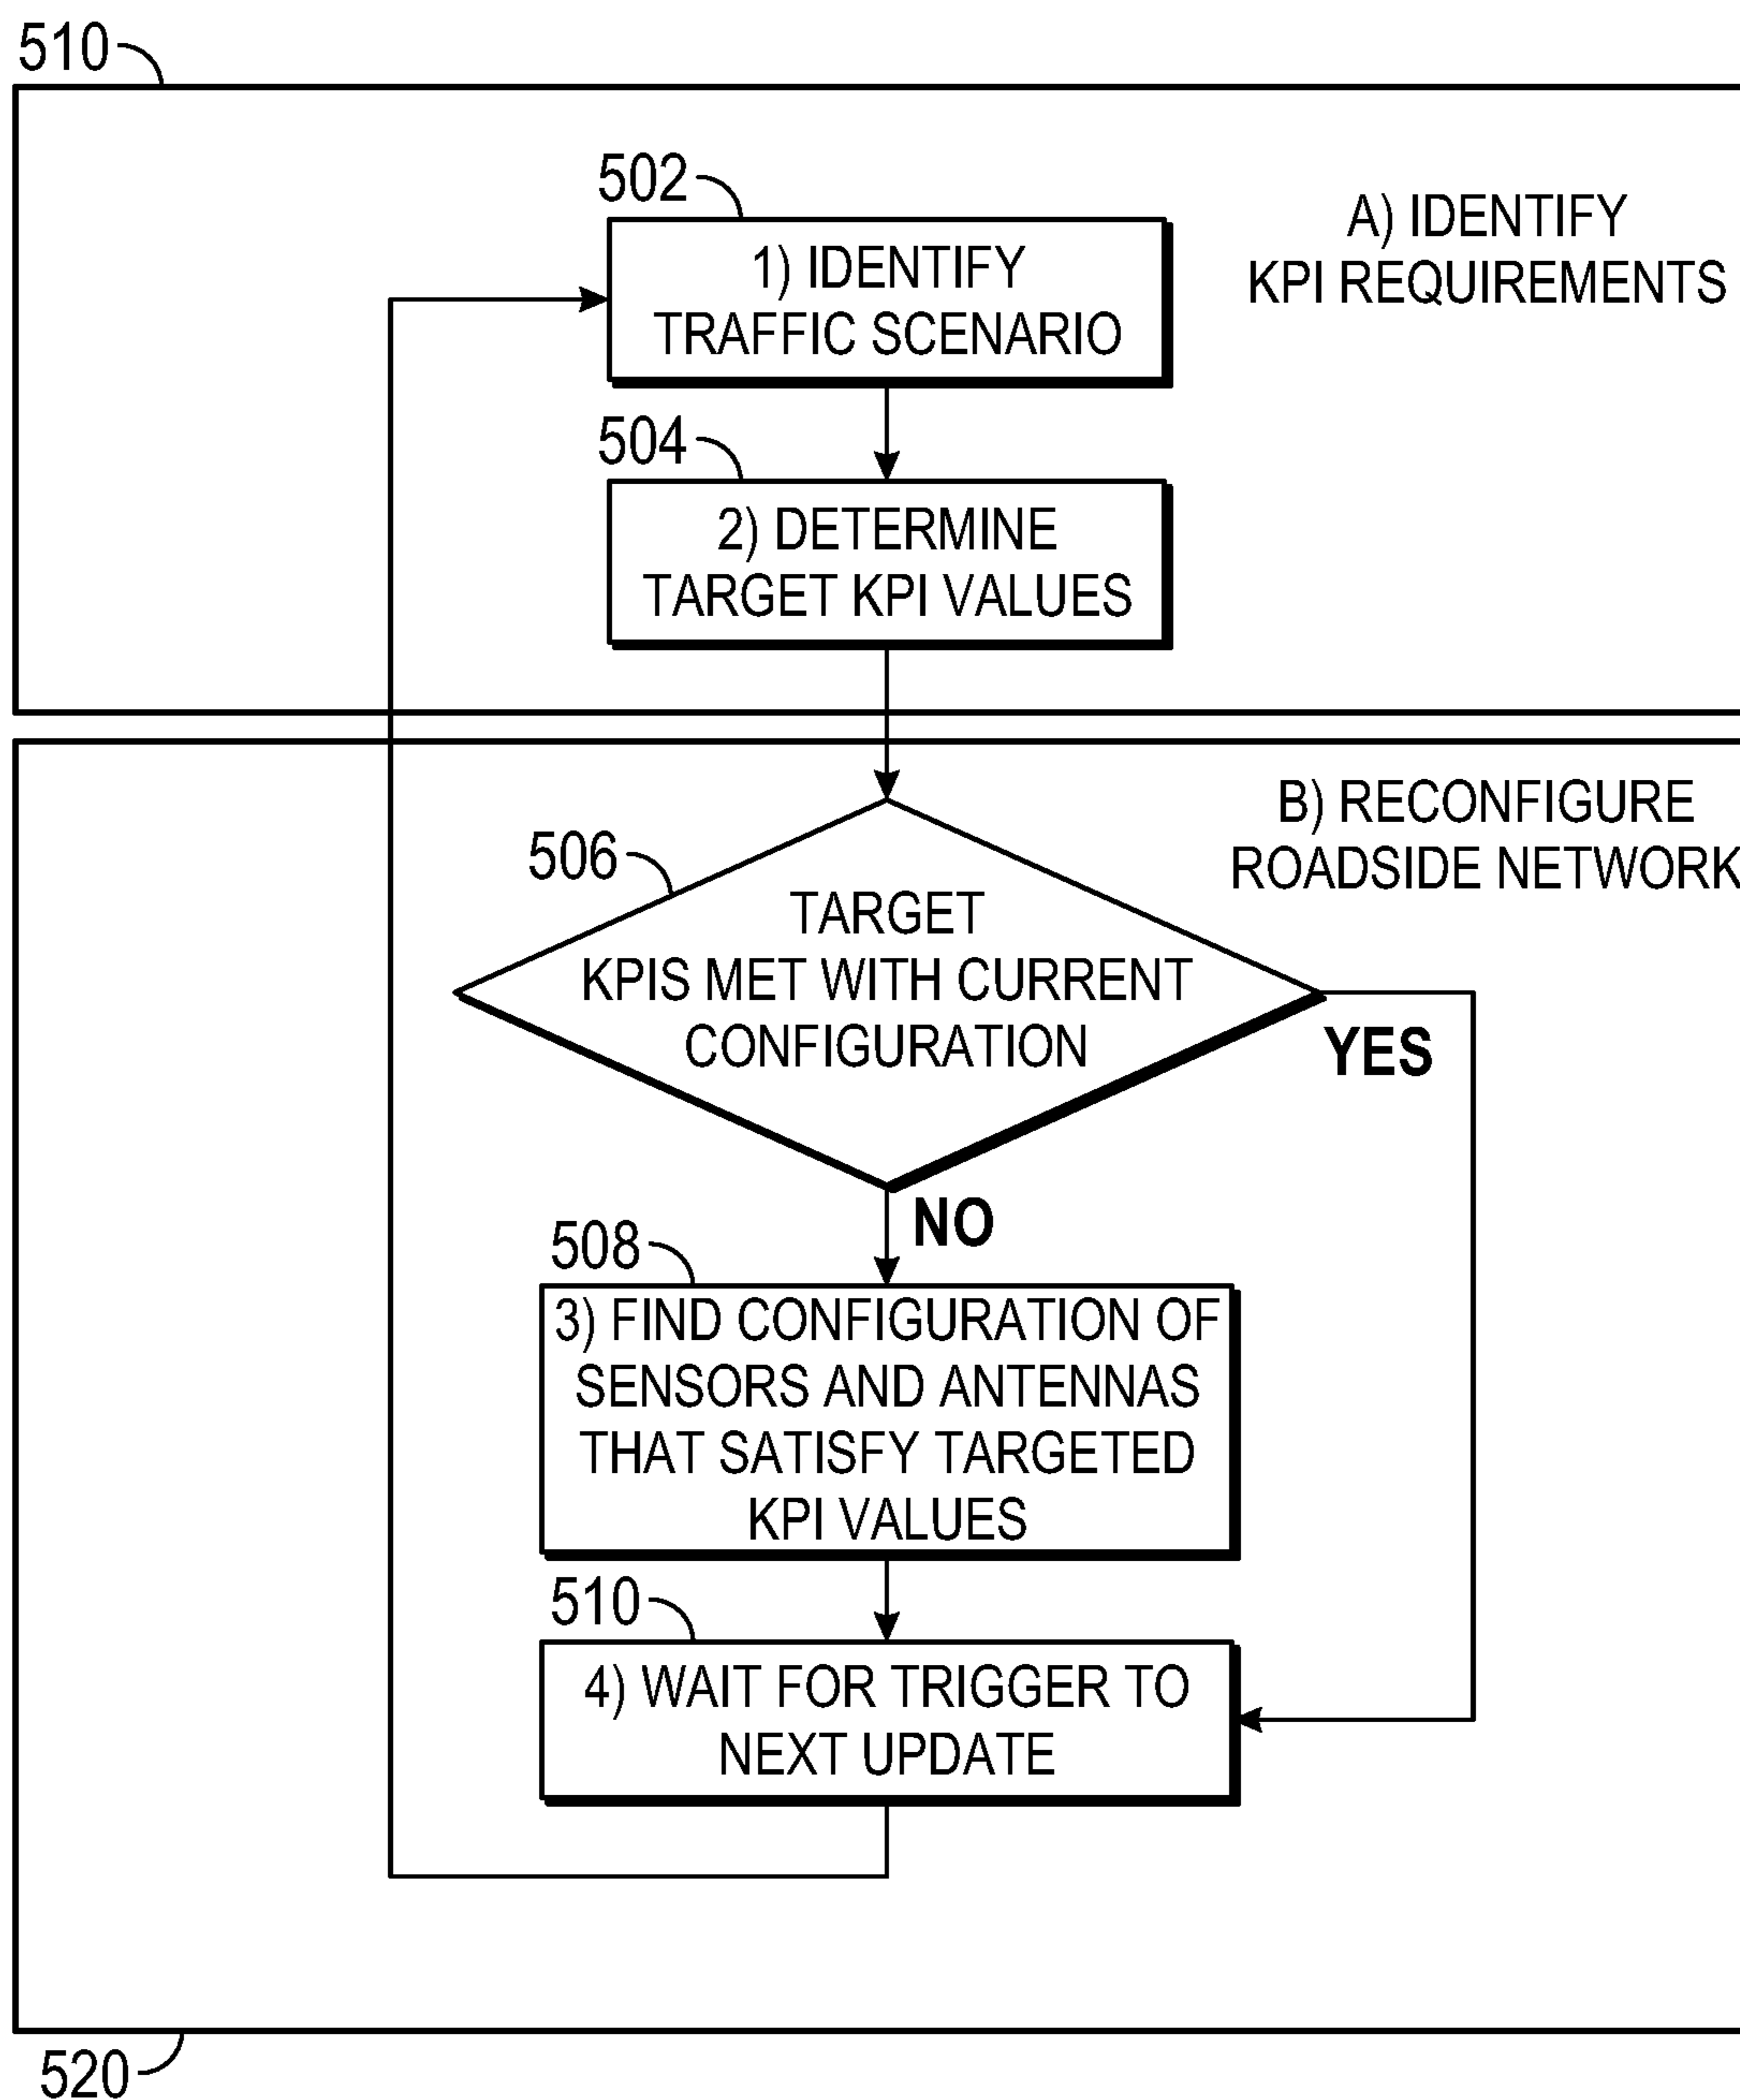 510
502
1) IDENTIFY
TRAFFIC SCENARIO
A) IDENTIFY
KPI REQUIREMENTS
504
2) DETERMINE
TARGET KPI VALUES
B) RECONFIGURE
ROADSIDE NETWORK
506
TARGET
KPIS MET WITH CURRENT
CONFIGURATION
YES
NO
508
3) FIND CONFIGURATION OF
SENSORS AND ANTENNAS
THAT SATISFY TARGETED
KPI VALUES
510
4) WAIT FOR TRIGGER TO
NEXT UPDATE
520